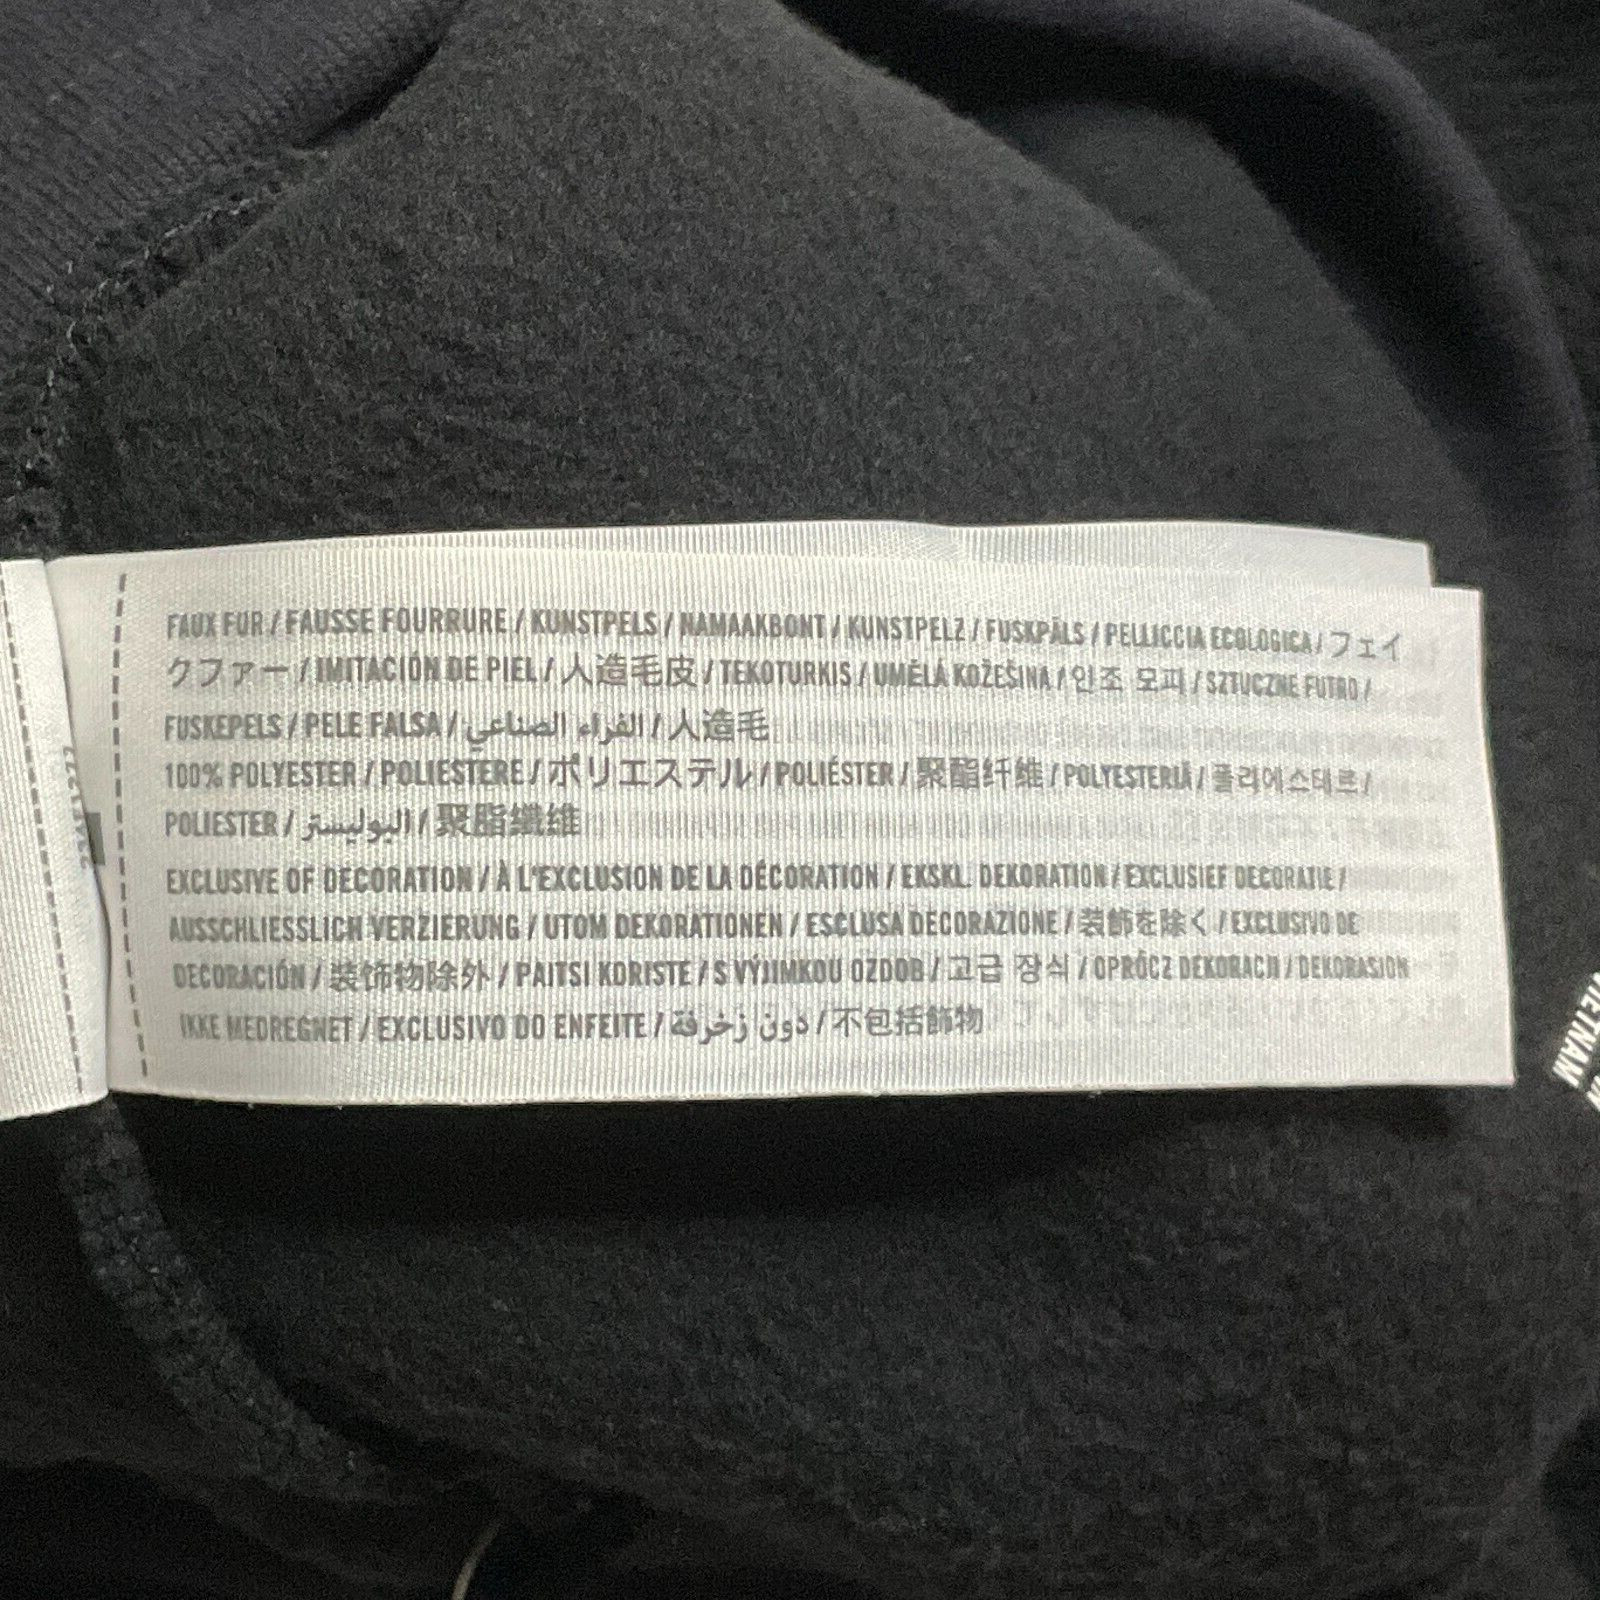 FAUX FUR / FAUSSE FOURRURE / KUNSTPELS / NAMAAKBONT / KUNSTPELZ / FUSKPÄLS / PELLICCIA ECOLOGICA / フェイ
クファー / IMITACIÓN DE PIEL / 人造毛皮 / TEKOTURKIS / UMĚLÁ KOŽEŠINA / 인조 모피 / SZTUCZNE FUTRO /
FUSKEPELS / PELE FALSA / الفراء الصناعي / 人造毛
100% POLYESTER / POLIESTERE / ポリエステル / POLIÉSTER / 聚酯纤维 / POLYESTERIÄ / 폴리에스테르 /
POLIESTER / البوليستر / 聚脂纖維
EXCLUSIVE OF DECORATION / À L'EXCLUSION DE LA DÉCORATION / EKSKL. DEKORATION / EXCLUSIEF DECORATIE /
AUSSCHLIESSLICH VERZIERUNG / UTOM DEKORATIONEN / ESCLUSA DECORAZIONE / 装飾を除く / EXCLUSIVO DE
DECORACIÓN / 装饰物除外 / PAITSI KORISTE / S VÝJIMKOU OZDOB / 고급 장식 / OPRÓCZ DEKORACJI / DEKORASJON
IKKE MEDREGNET / EXCLUSIVO DO ENFEITE / دون زخرفة / 不包括飾物
VIETNAM